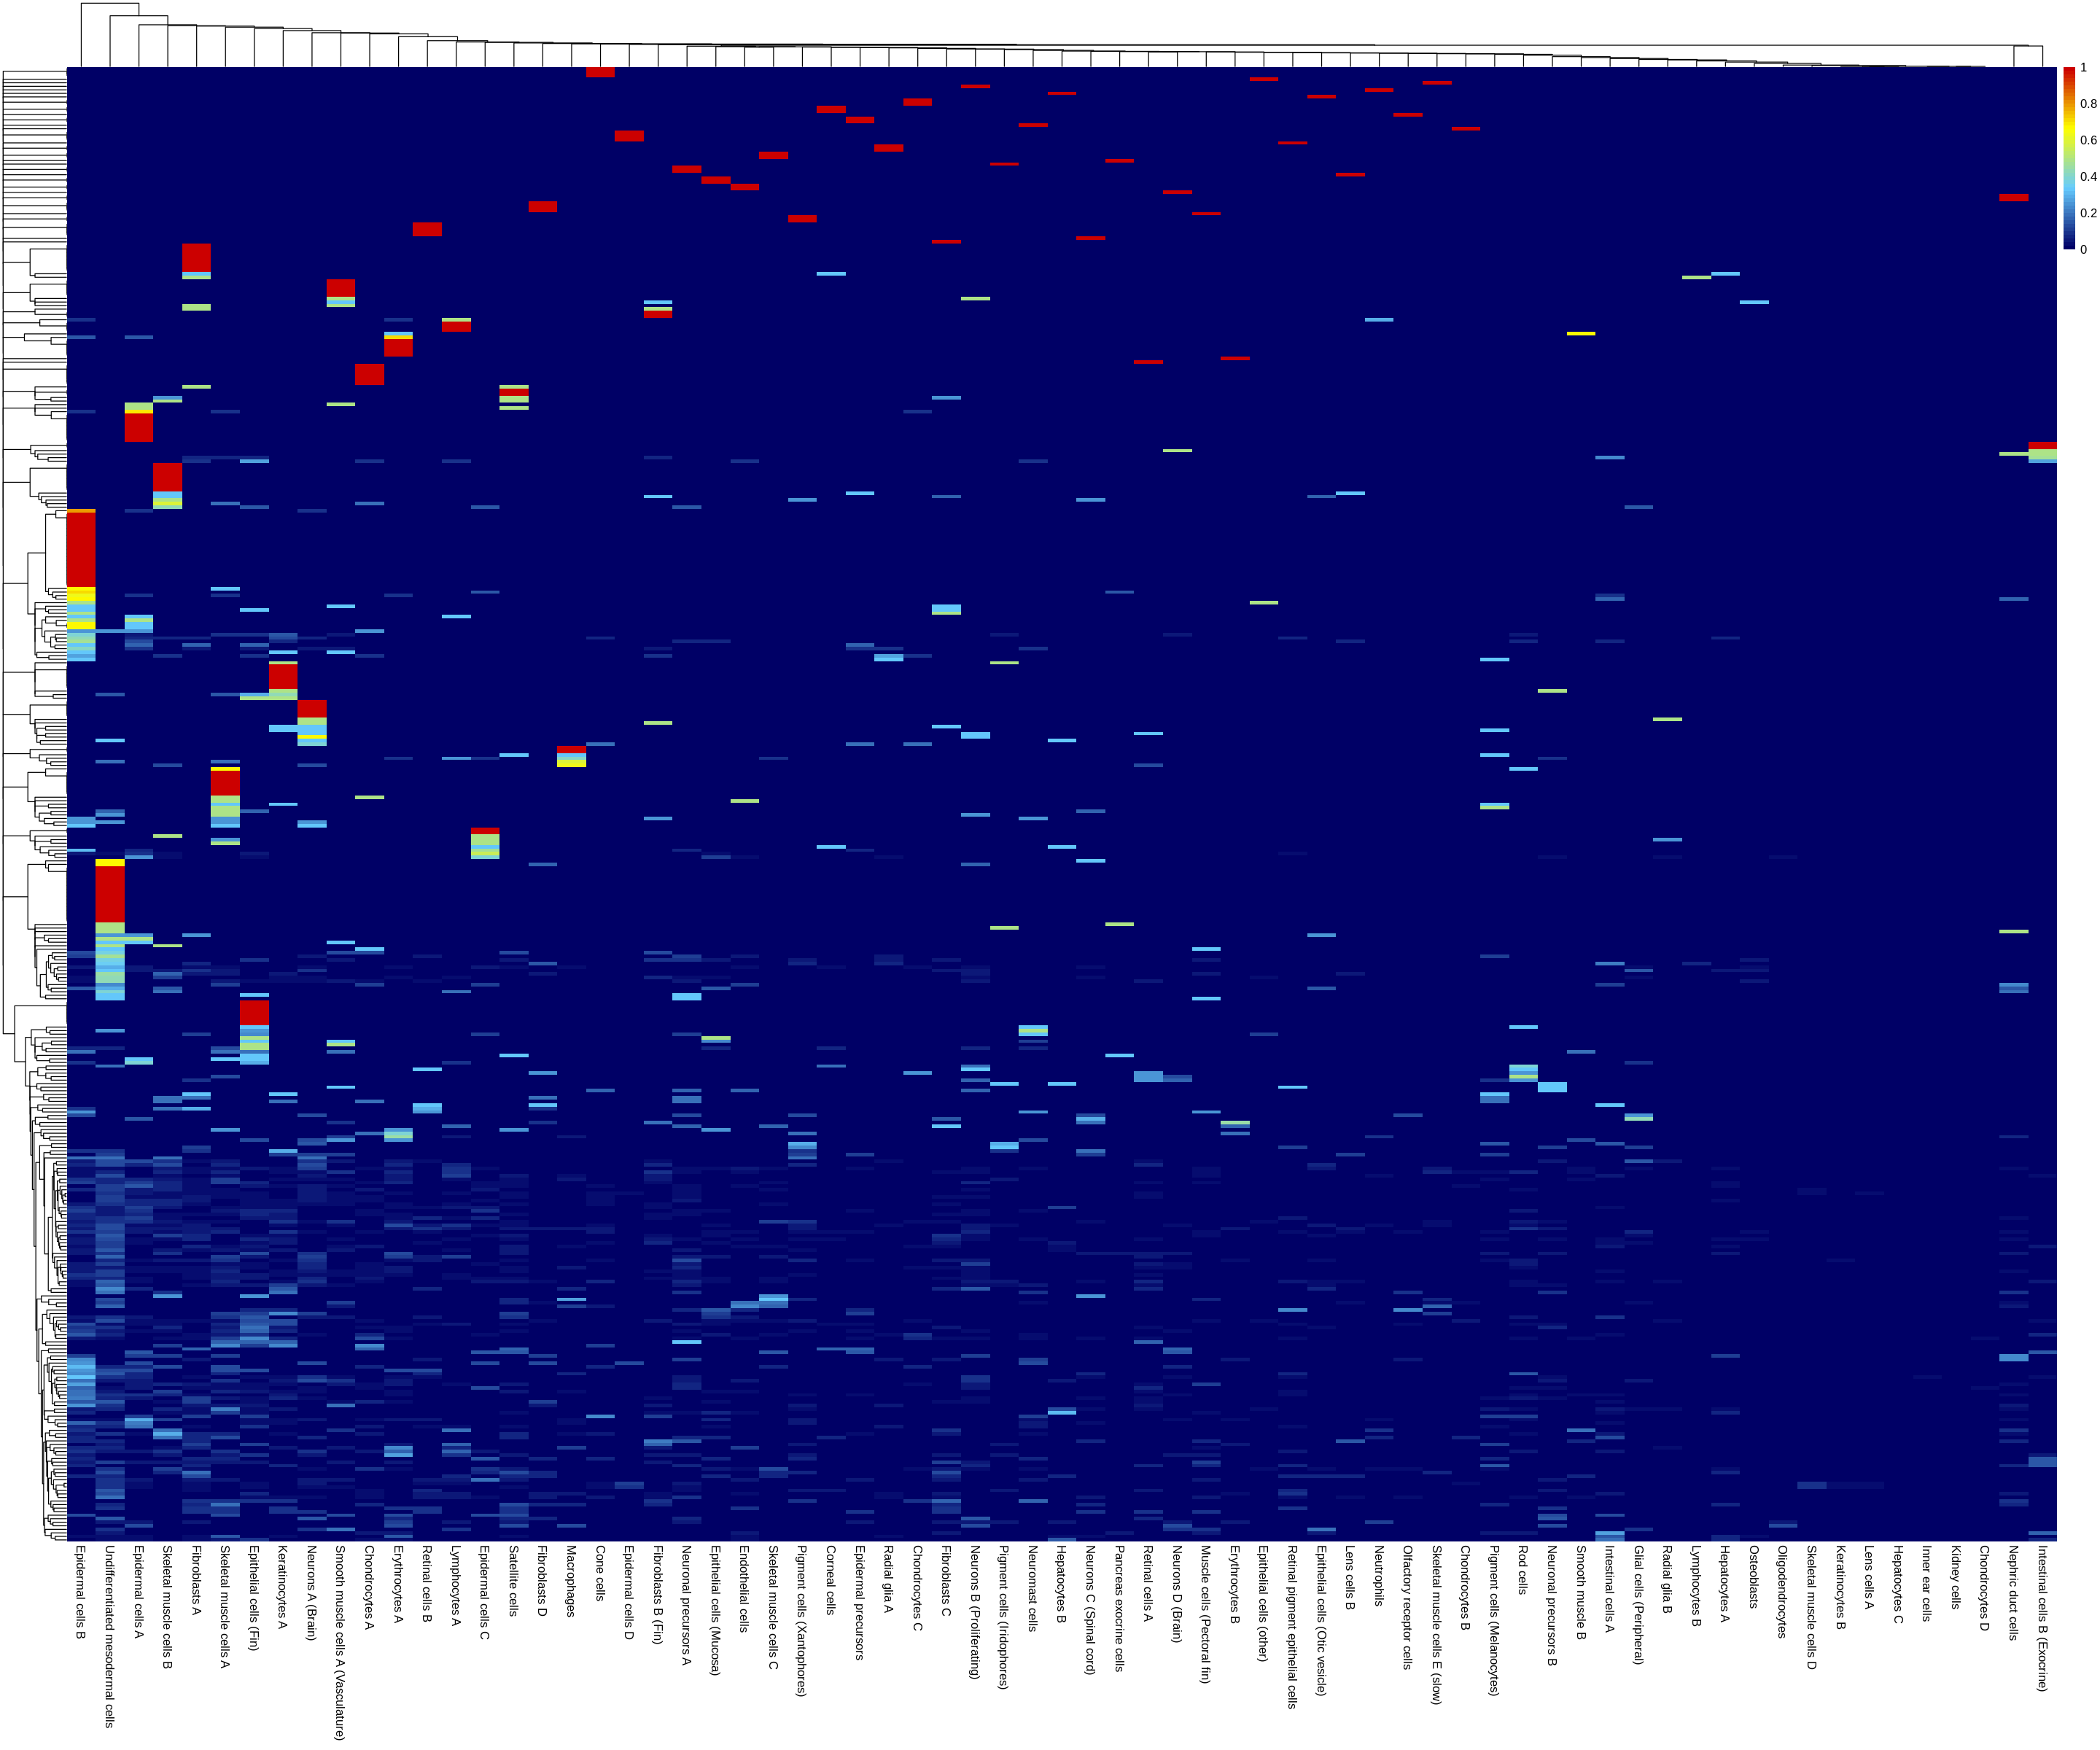 1
0.8
0.6
0.4
0.2
0
Epidermal cells B
Undifferentiated mesodermal cells
Epidermal cells A
Skeletal muscle cells B
Fibroblasts A
Skeletal muscle cells A
Epithelial cells (Fin)
Keratinocytes A
Neurons A (Brain)
Smooth muscle cells A (Vasculature)
Chondrocytes A
Erythrocytes A
Retinal cells B
Lymphocytes A
Epidermal cells C
Satellite cells
Fibroblasts D
Macrophages
Cone cells
Epidermal cells D
Fibroblasts B (Fin)
Neuronal precursors A
Epithelial cells (Mucosa)
Endothelial cells
Skeletal muscle cells C
Pigment cells (Xantophores)
Corneal cells
Epidermal precursors
Radial glia A
Chondrocytes C
Fibroblasts C
Neurons B (Proliferating)
Pigment cells (Iridophores)
Neuromast cells
Hepatocytes B
Neurons C (Spinal cord)
Pancreas exocrine cells
Retinal cells A
Neurons D (Brain)
Muscle cells (Pectoral fin)
Erythrocytes B
Epithelial cells (other)
Retinal pigment epithelial cells
Epithelial cells (Otic vesicle)
Lens cells B
Neutrophils
Olfactory receptor cells
Skeletal muscle cells E (slow)
Chondrocytes B
Pigment cells (Melanocytes)
Rod cells
Neuronal precursors B
Smooth muscle B
Intestinal cells A
Glial cells (Peripheral)
Radial glia B
Lymphocytes B
Hepatocytes A
Osteoblasts
Oligodendrocytes
Skeletal muscle cells D
Keratinocytes B
Lens cells A
Hepatocytes C
Inner ear cells
Kidney cells
Chondrocytes D
Nephric duct cells
Intestinal cells B (Exocrine)